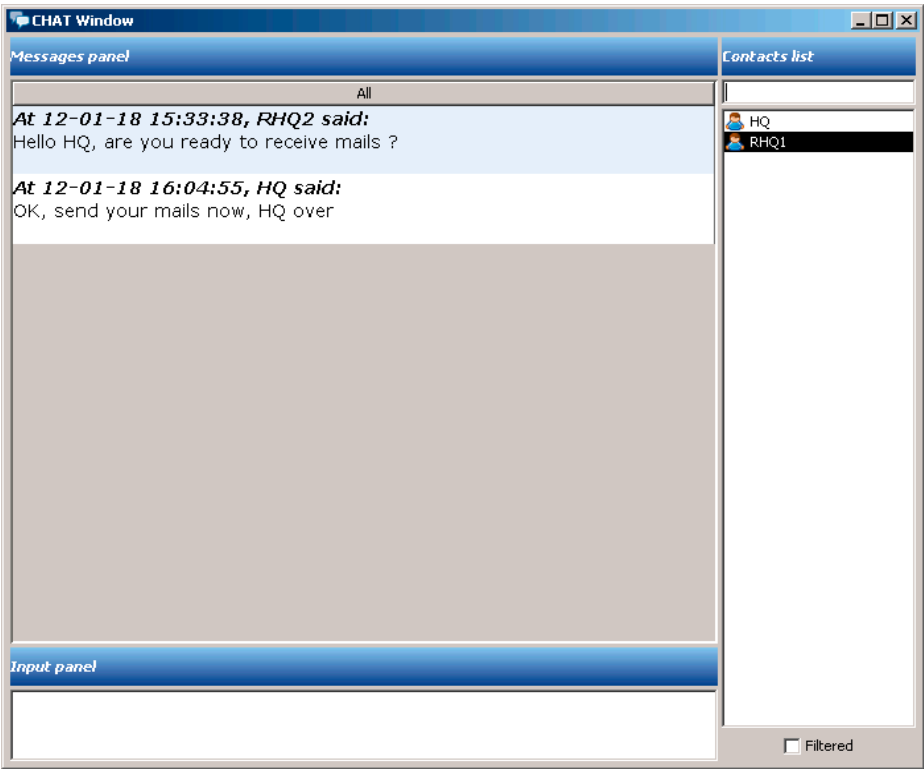 CHAT Window
Messages panel
All
At 12-01-18 15:33:38, RHQ2 said:
Hello HQ, are you ready to receive mails ?
At 12-01-18 16:04:55, HQ said:
OK, send your mails now, HQ over
Input panel
Contacts list
HQ
RHQ1
Filtered